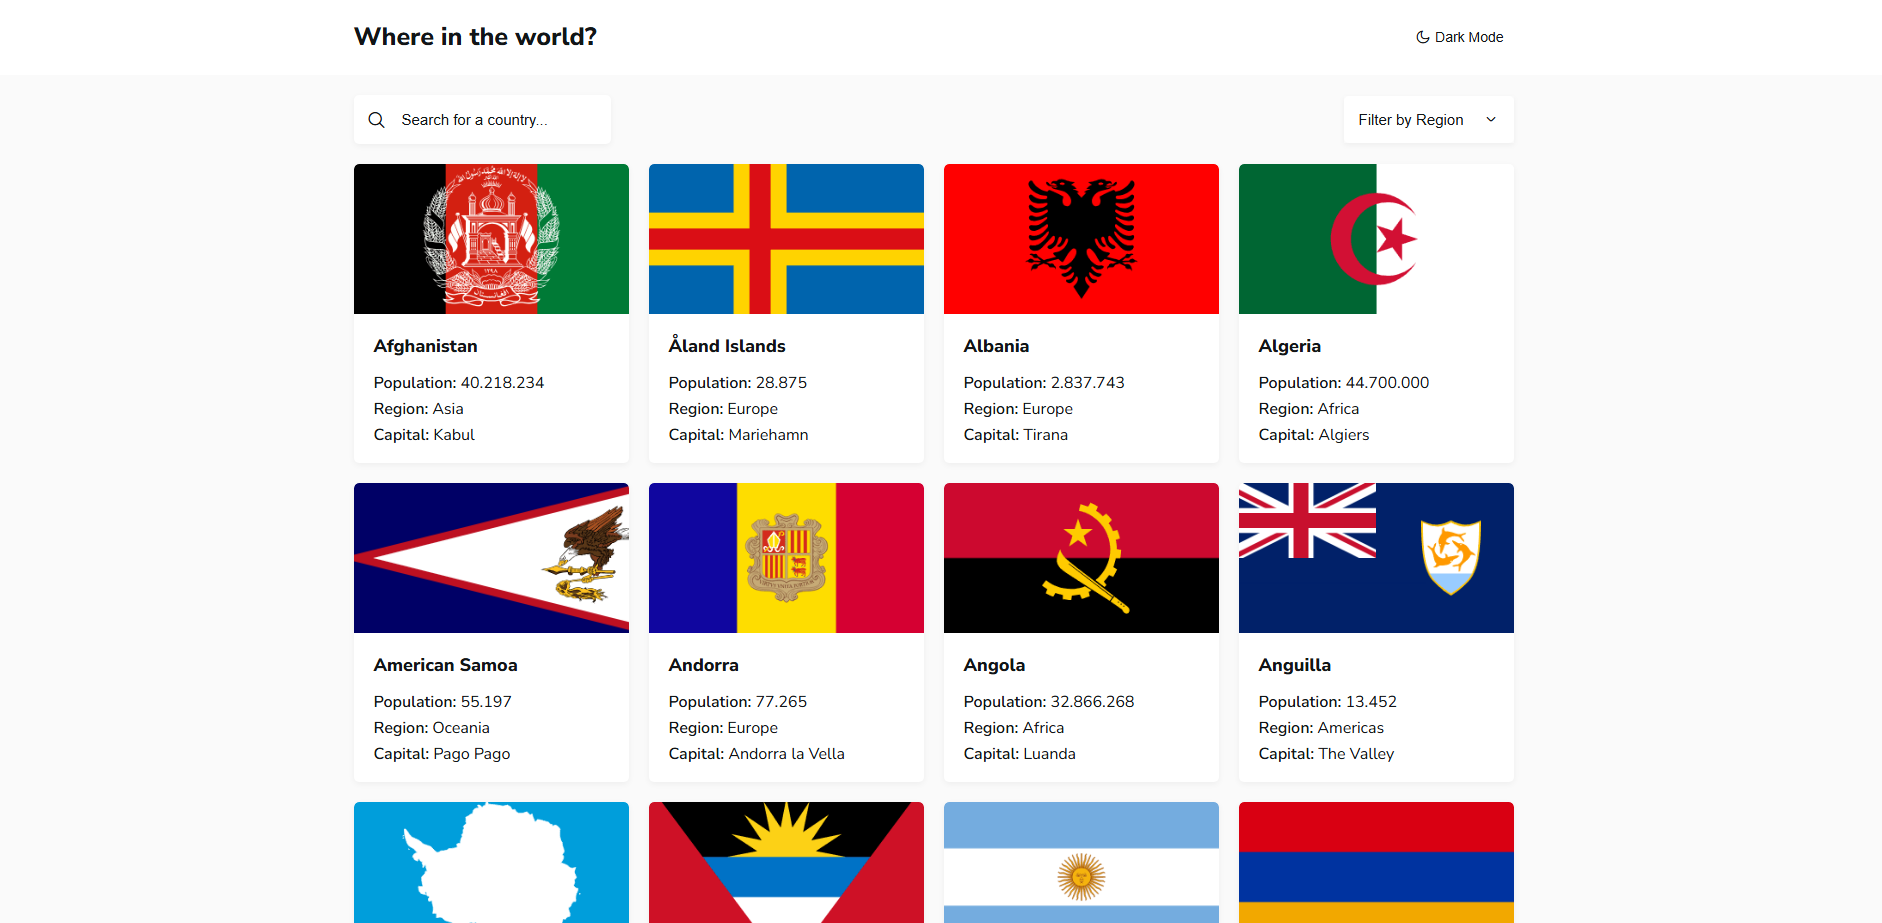 Where in the world?
Dark Mode
Search for a country...
Filter by Region
Afghanistan
Population: 40.218.234
Region: Asia
Capital: Kabul
Åland Islands
Population: 28.875
Region: Europe
Capital: Mariehamn
Albania
Population: 2.837.743
Region: Europe
Capital: Tirana
Algeria
Population: 44.700.000
Region: Africa
Capital: Algiers
American Samoa
Population: 55.197
Region: Oceania
Capital: Pago Pago
Andorra
Population: 77.265
Region: Europe
Capital: Andorra la Vella
Angola
Population: 32.866.268
Region: Africa
Capital: Luanda
Anguilla
Population: 13.452
Region: Americas
Capital: The Valley